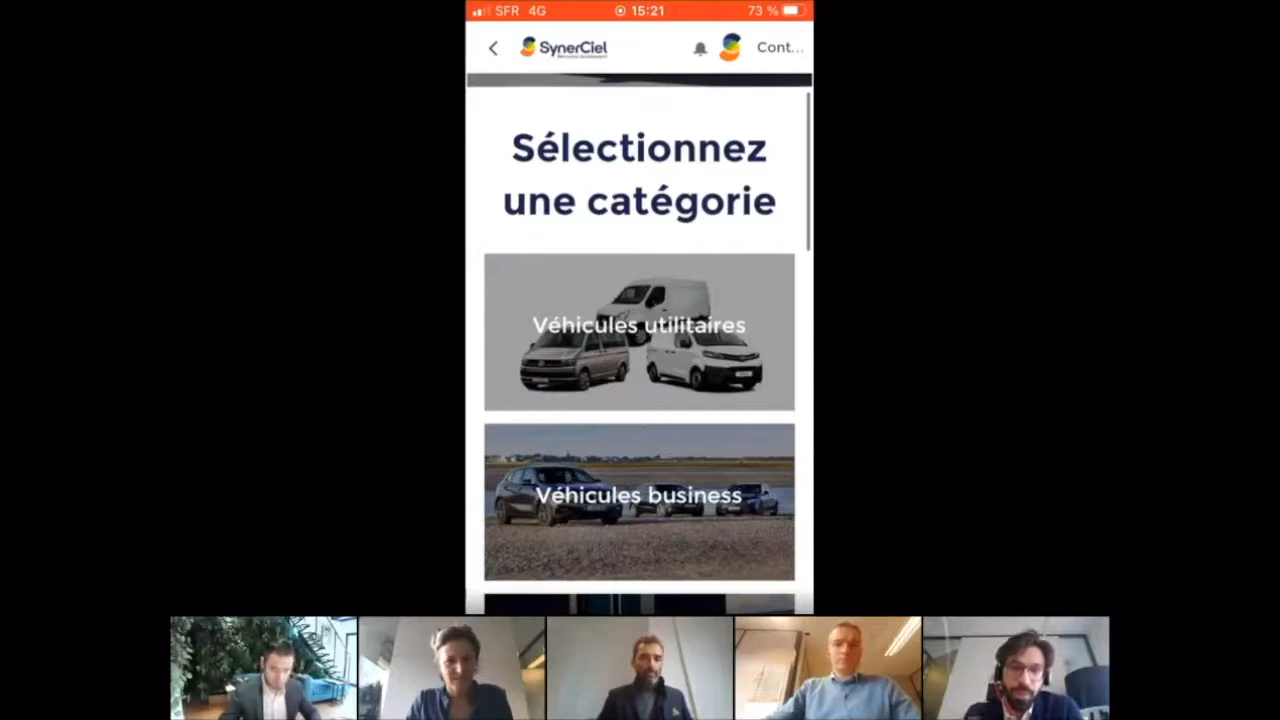 SFR 4G 15:21 73 %
SynerCiel Cont...
Sélectionnez
une catégorie
Véhicules utilitaires
Véhicules business